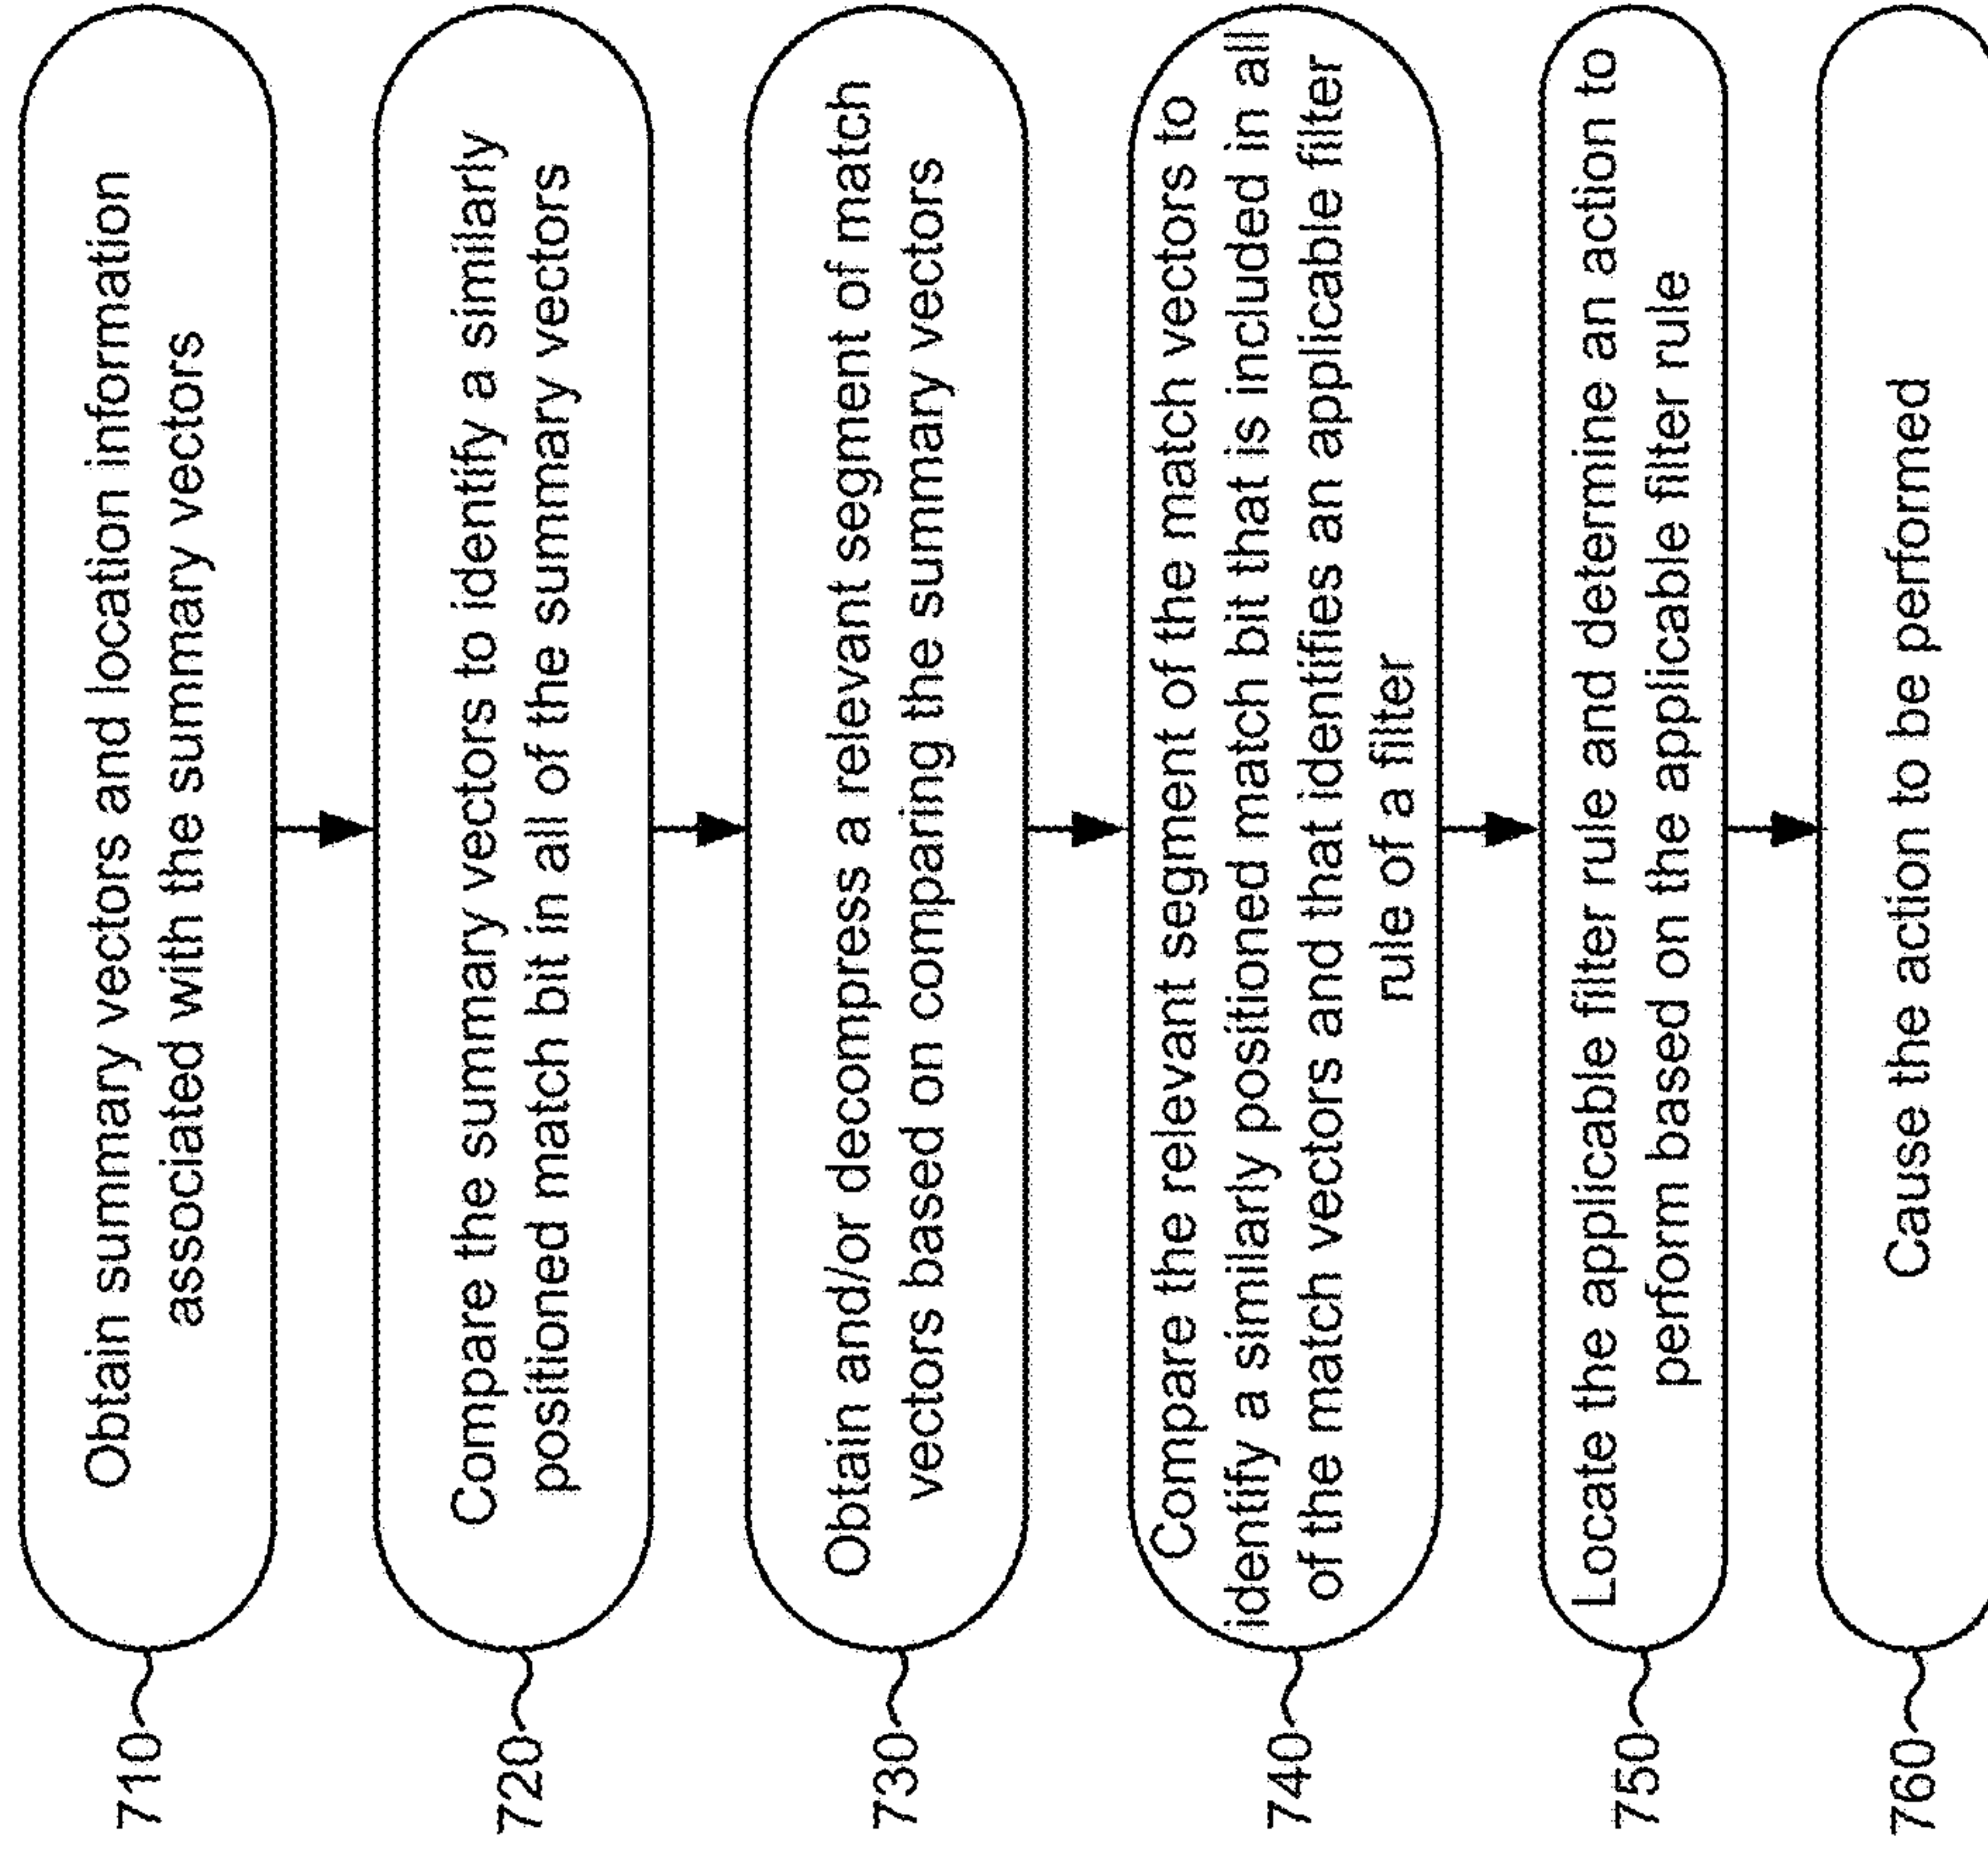 710
Obtain summary vectors and location information
associated with the summary vectors
720
Compare the summary vectors to identify a similarly
positioned match bit in all of the summary vectors
730
Obtain and/or decompress a relevant segment of match
vectors based on comparing the summary vectors
740
Compare the relevant segment of the match vectors to
identify a similarly positioned match bit that is included in all
of the match vectors and that identifies an applicable filter
rule of a filter
750
Locate the applicable filter rule and determine an action to
perform based on the applicable filter rule
760
Cause the action to be performed